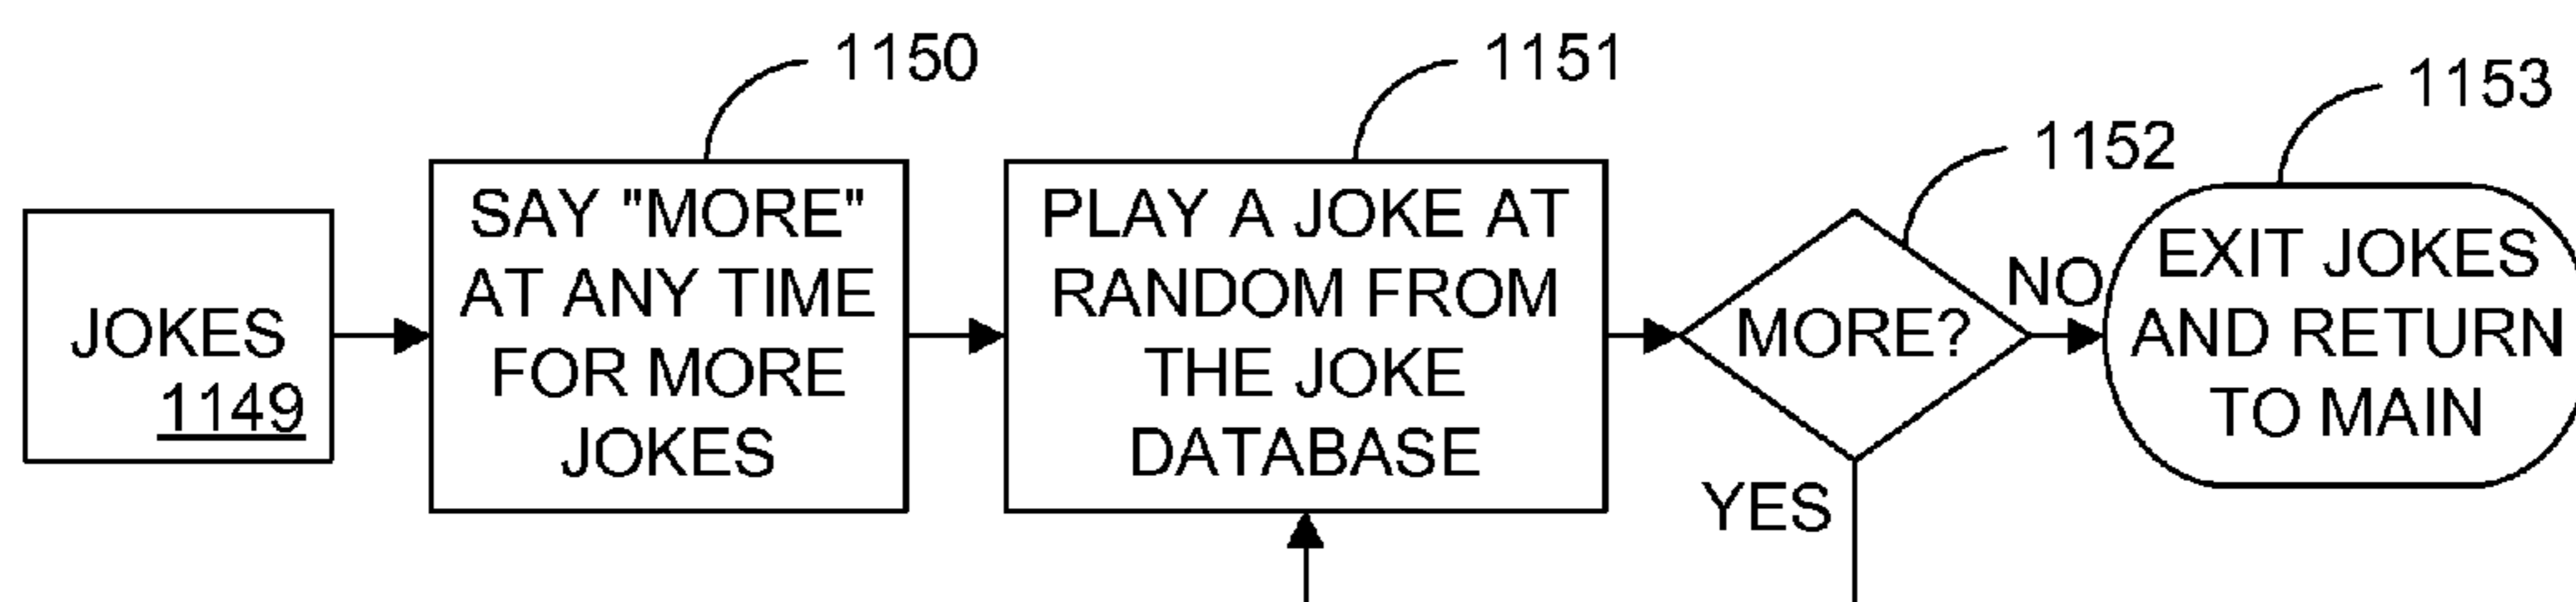 1150
1151
1153
1152
JOKES
1149
SAY "MORE"
AT ANY TIME
FOR MORE
JOKES
PLAY A JOKE AT
RANDOM FROM
THE JOKE
DATABASE
MORE?
NO
YES
EXIT JOKES
AND RETURN
TO MAIN